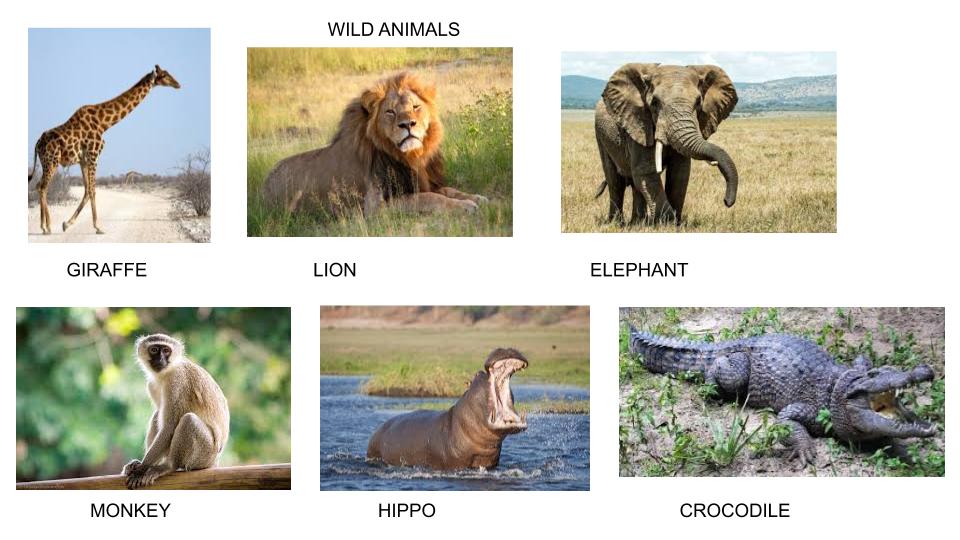 WILD ANIMALS
GIRAFFE
LION
ELEPHANT
MONKEY
HIPPO
CROCODILE